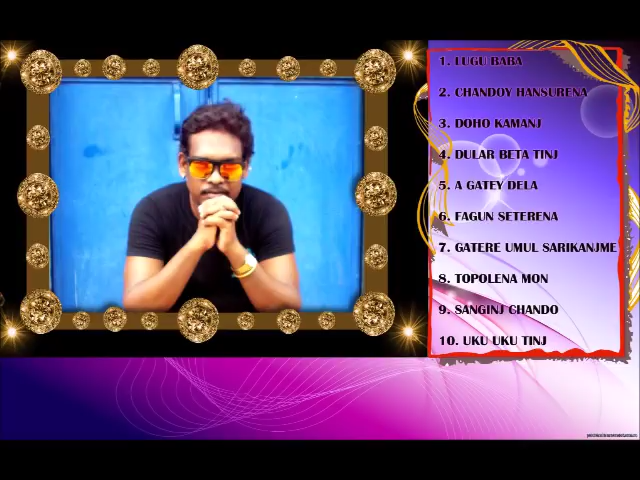 1. LUGU BABA
2. CHANDOY HANSURENA
3. DOHO KAMANJ
4. DULAR BETA TINJ
5. A GATEY DELA
6. FAGUN SETERENA
7. GATERE UMUL SARIKANJME
8. TOPOLENA MON
9. SANGINJ CHANDO
10. UKU UKU TINJ